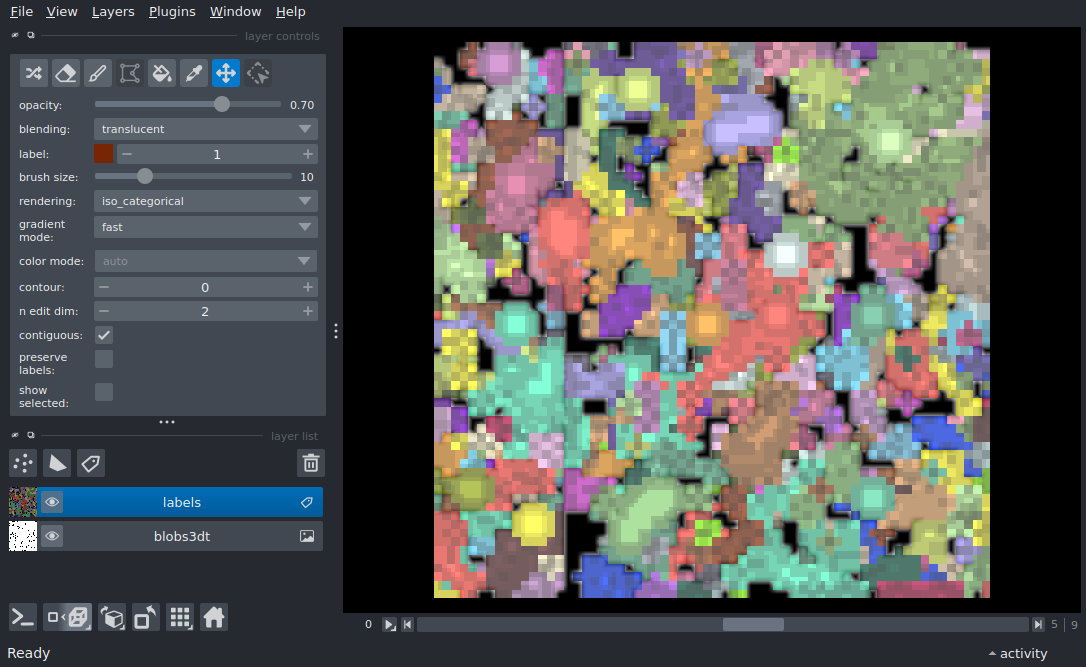 File View Layers Plugins Window Help
layer controls
opacity: 0.70
blending: translucent
label: 1
brush size: 10
rendering: iso_categorical
gradient
mode: fast
color mode: auto
contour: 0
n edit dim: 2
contiguous:
preserve
labels:
show
selected:
layer list
labels
blobs3dt
0 5 9
Ready activity